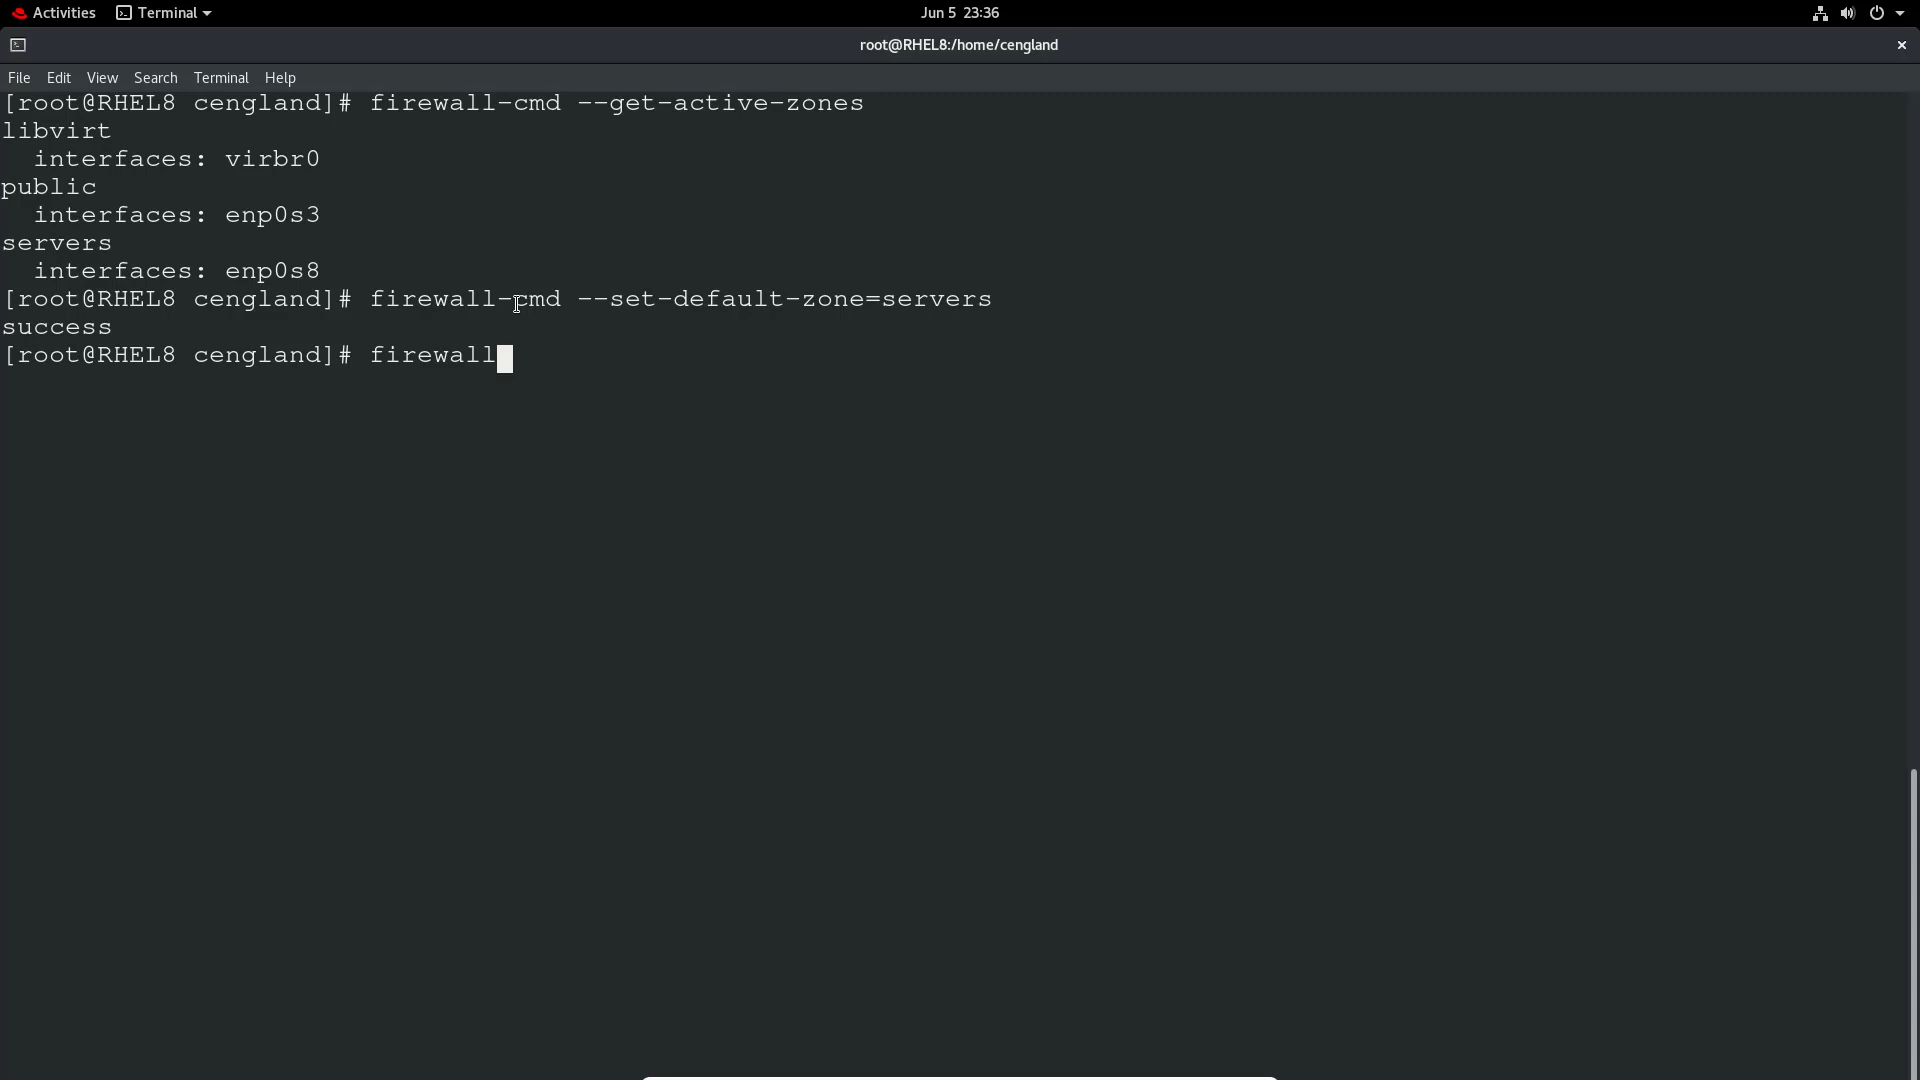 Activities Terminal Jun 5 23:36
root@RHEL8:/home/cengland
File Edit View Search Terminal Help
[root@RHEL8 cengland]# firewall-cmd --get-active-zones
libvirt
  interfaces: virbr0
public
  interfaces: enp0s3
servers
  interfaces: enp0s8
[root@RHEL8 cengland]# firewall-cmd --set-default-zone=servers
success
[root@RHEL8 cengland]# firewall